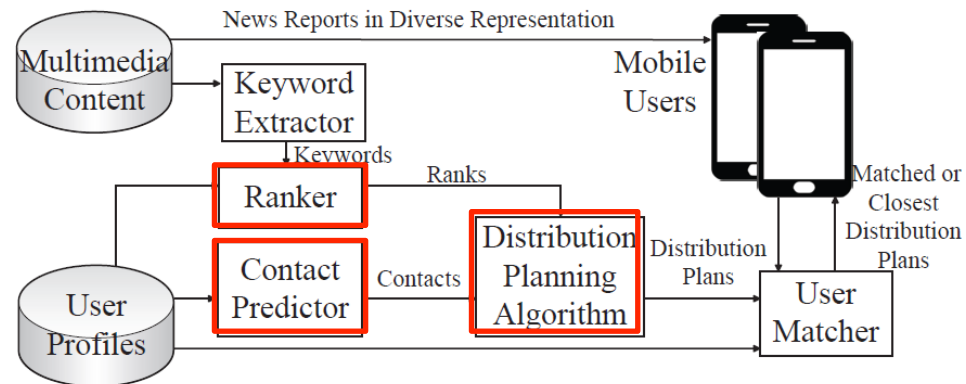 News Reports in Diverse Representation
Multimedia
Content
Mobile
Users
Keyword
Extractor
Keywords
Ranker
Ranks
Matched or
Closest
Distribution
Plans
Contact
Predictor
Contacts
Distribution
Planning
Algorithm
Distribution
Plans
User
Matcher
User
Profiles